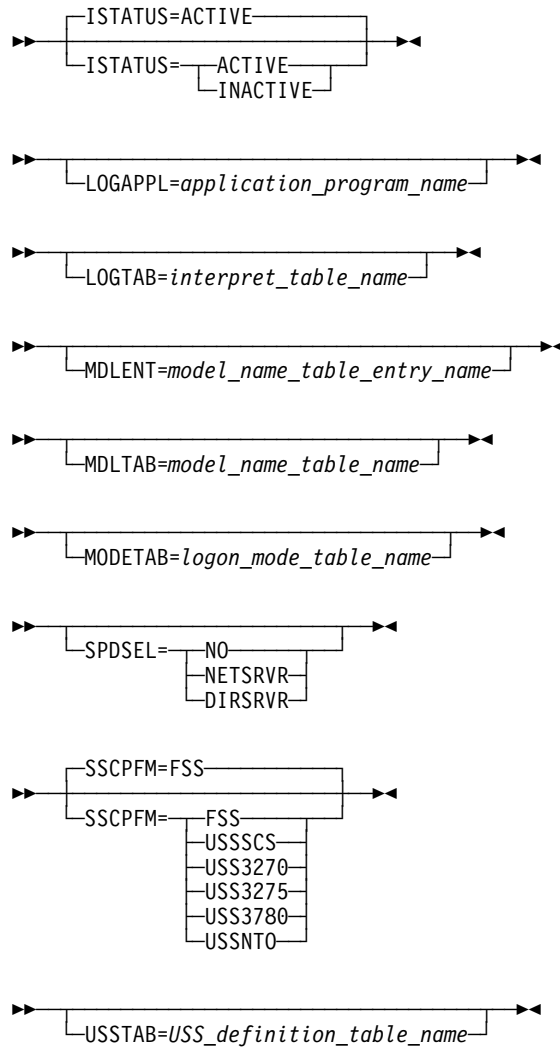 ISTATUS=ACTIVE
ISTATUS= ACTIVE
INACTIVE
LOGAPPL=application_program_name
LOGTAB=interpret_table_name
MDLENT=model_name_table_entry_name
MDLTAB=model_name_table_name
MODETAB=logon_mode_table_name
SPDSEL= NO
NETSRVR
DIRSRVR
SSCPFM=FSS
SSCPFM= FSS
USSSCS
USS3270
USS3275
USS3780
USSNTO
USSTAB=USS_definition_table_name